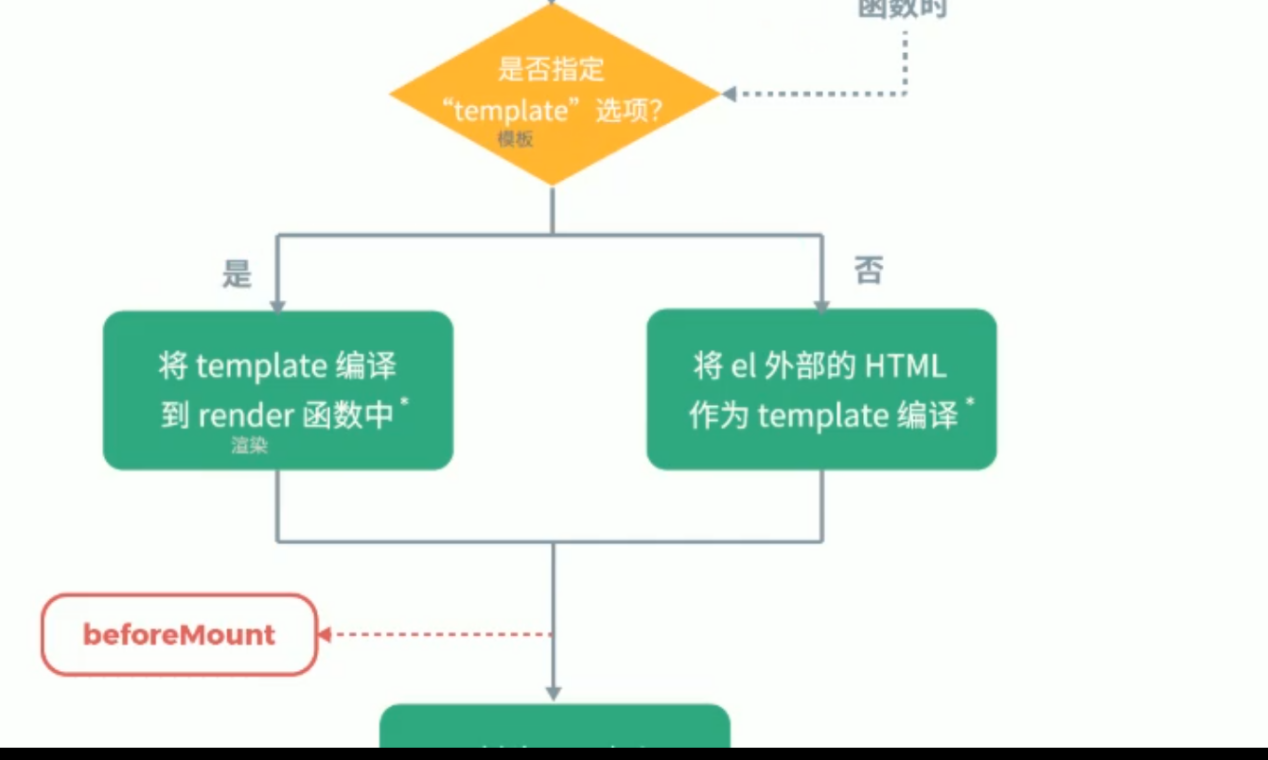 函数时
是否指定
“template”选项?
模板
是
否
将 template 编译
到 render 函数中*
渲染
将 el 外部的 HTML
作为 template 编译*
beforeMount